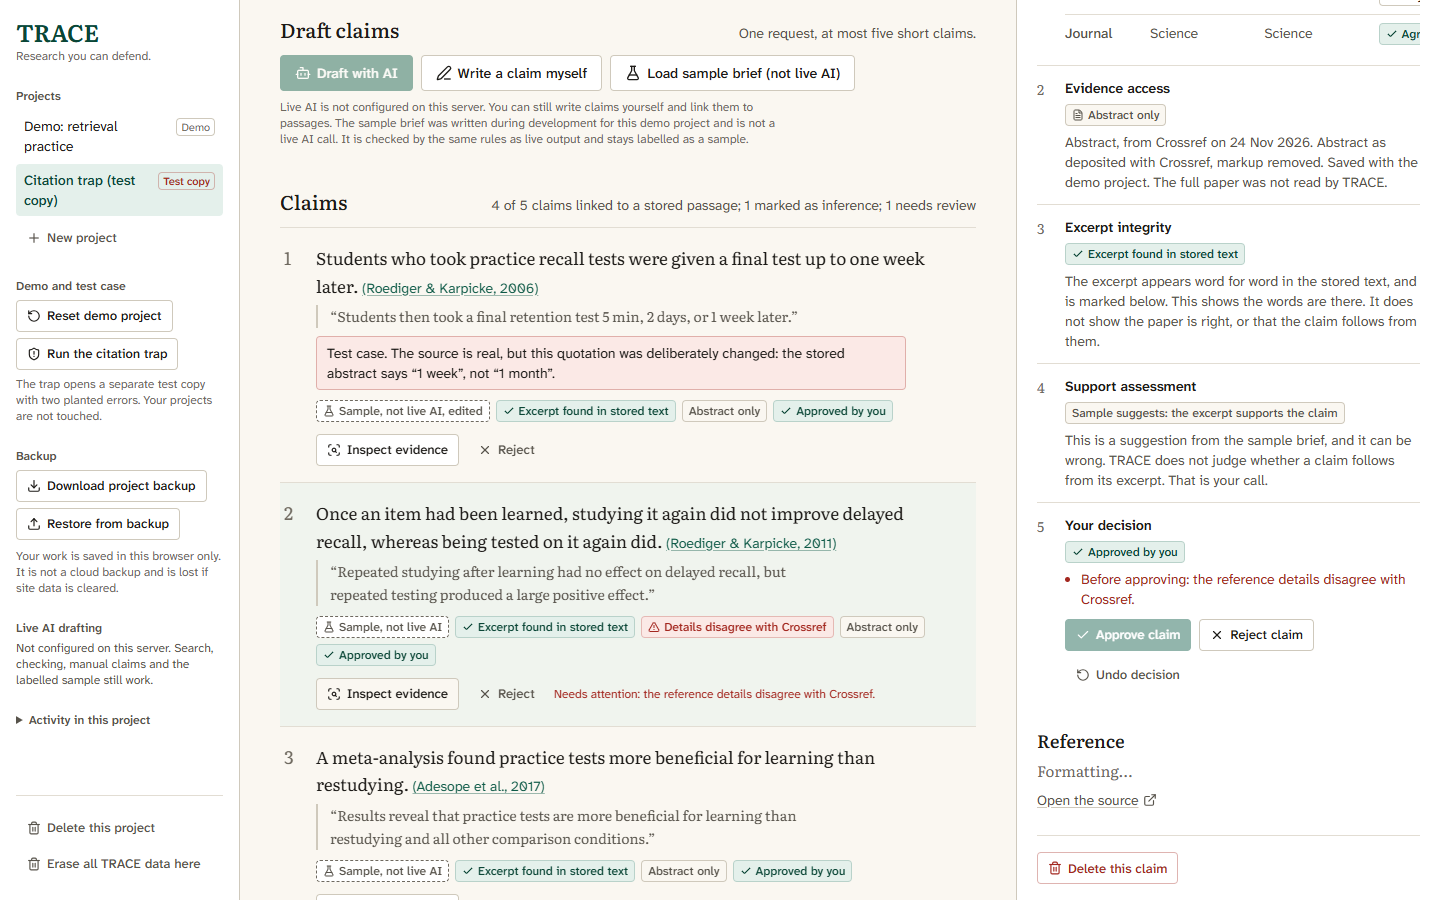 TRACE
Research you can defend.
Projects
Demo: retrieval
practice
Demo
Citation trap (test
copy)
Test copy
New project
Demo and test case
Reset demo project
Run the citation trap
The trap opens a separate test copy
with two planted errors. Your projects
are not touched.
Backup
Download project backup
Restore from backup
Your work is saved in this browser only.
It is not a cloud backup and is lost if
site data is cleared.
Live AI drafting
Not configured on this server. Search,
checking, manual claims and the
labelled sample still work.
Activity in this project
Delete this project
Erase all TRACE data here
Draft claims
One request, at most five short claims.
Draft with AI
Write a claim myself
Load sample brief (not live AI)
Live AI is not configured on this server. You can still write claims yourself and link them to
passages. The sample brief was written during development for this demo project and is not a
live AI call. It is checked by the same rules as live output and stays labelled as a sample.
Claims
4 of 5 claims linked to a stored passage; 1 marked as inference; 1 needs review
1
Students who took practice recall tests were given a final test up to one week
later. (Roediger & Karpicke, 2006)
“Students then took a final retention test 5 min, 2 days, or 1 week later.”
Test case. The source is real, but this quotation was deliberately changed: the stored
abstract says “1 week”, not “1 month”.
Sample, not live AI, edited
Excerpt found in stored text
Abstract only
Approved by you
Inspect evidence
Reject
2
Once an item had been learned, studying it again did not improve delayed
recall, whereas being tested on it again did. (Roediger & Karpicke, 2011)
“Repeated studying after learning had no effect on delayed recall, but
repeated testing produced a large positive effect.”
Sample, not live AI
Excerpt found in stored text
Details disagree with Crossref
Abstract only
Approved by you
Inspect evidence
Reject
Needs attention: the reference details disagree with Crossref.
3
A meta-analysis found practice tests more beneficial for learning than
restudying. (Adesope et al., 2017)
“Results reveal that practice tests are more beneficial for learning than
restudying and all other comparison conditions.”
Sample, not live AI
Excerpt found in stored text
Abstract only
Approved by you
Journal
Science
Science
Agr
2
Evidence access
Abstract only
Abstract, from Crossref on 24 Nov 2026. Abstract as
deposited with Crossref, markup removed. Saved with the
demo project. The full paper was not read by TRACE.
3
Excerpt integrity
Excerpt found in stored text
The excerpt appears word for word in the stored text, and
is marked below. This shows the words are there. It does
not show the paper is right, or that the claim follows from
them.
4
Support assessment
Sample suggests: the excerpt supports the claim
This is a suggestion from the sample brief, and it can be
wrong. TRACE does not judge whether a claim follows
from its excerpt. That is your call.
5
Your decision
Approved by you
Before approving: the reference details disagree with
Crossref.
Approve claim
Reject claim
Undo decision
Reference
Formatting…
Open the source
Delete this claim